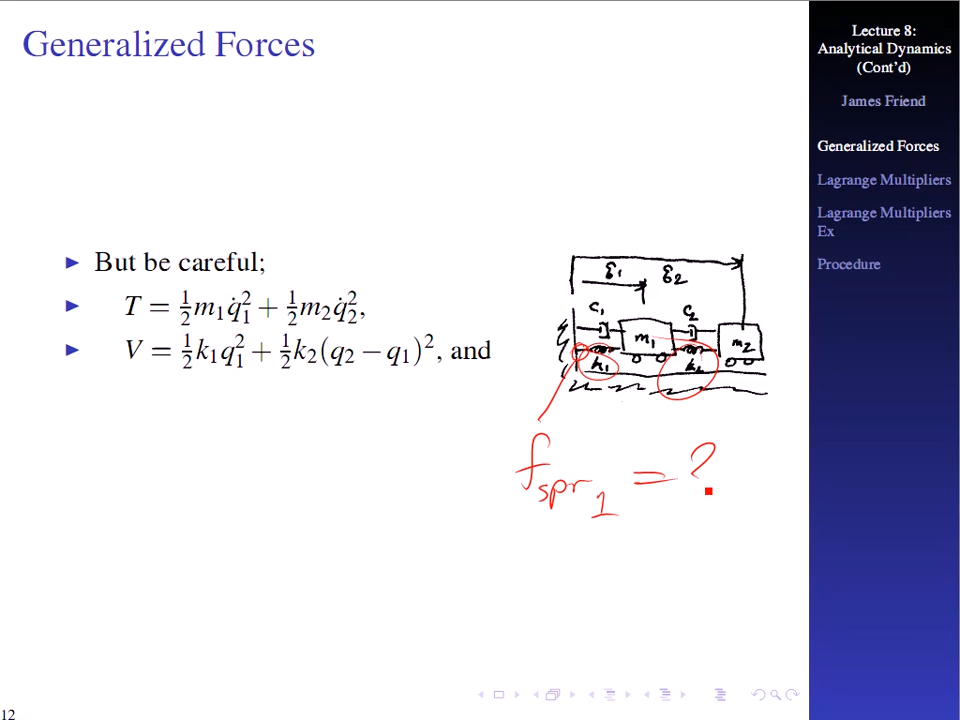 Generalized Forces
Lecture 8:
Analytical Dynamics
(Cont'd)
James Friend
Generalized Forces
Lagrange Multipliers
Lagrange Multipliers
Ex
Procedure
▶ But be careful;
▶ T = ½m₁q̇₁² + ½m₂q̇₂²,
▶ V = ½k₁q₁² + ½k₂(q₂ − q₁)², and
ξ₁ ξ₂
C₁ C₂
m₁ m₂
k₁ k₂
f_spr₁ = ?
12